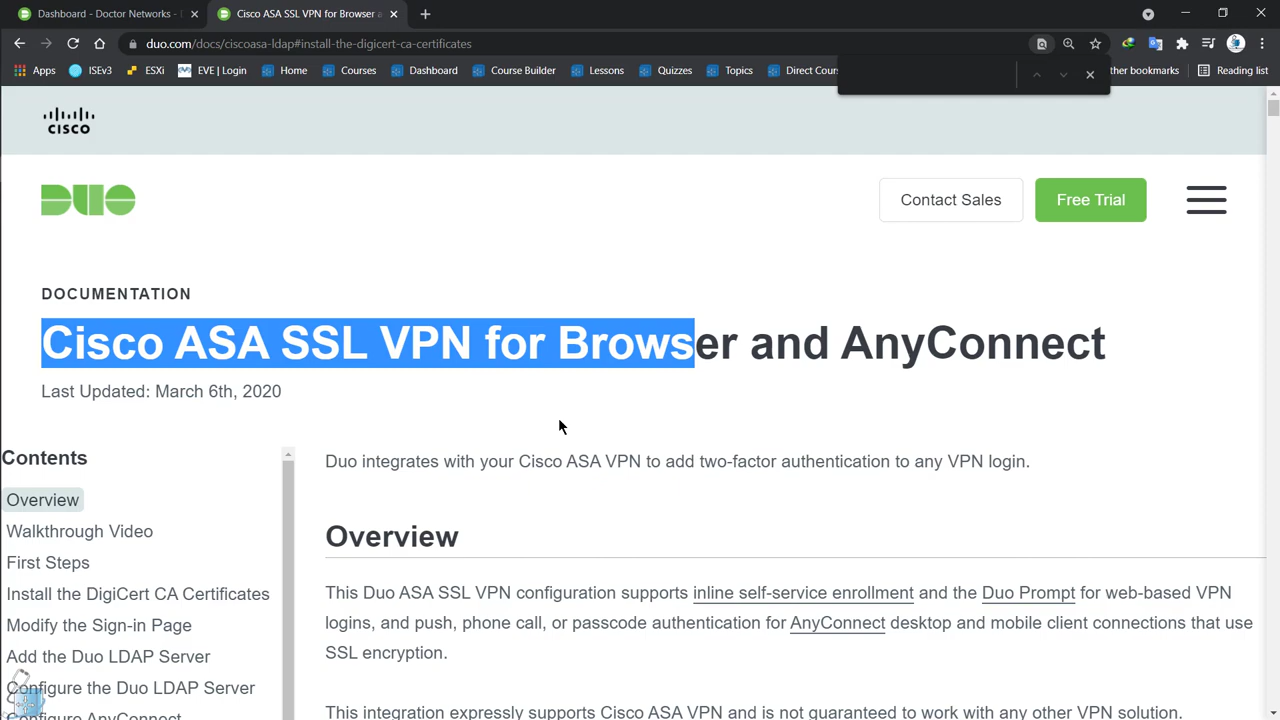 Dashboard - Doctor Networks -
Cisco ASA SSL VPN for Browser a
duo.com/docs/ciscoasa-ldap#install-the-digicert-ca-certificates
Apps
ISEv3
ESXi
EVE | Login
Home
Courses
Dashboard
Course Builder
Lessons
Quizzes
Topics
Direct Cour
ther bookmarks
Reading list
CISCO
DUO
Contact Sales
Free Trial
DOCUMENTATION
Cisco ASA SSL VPN for Browser and AnyConnect
Last Updated: March 6th, 2020
Contents
Overview
Walkthrough Video
First Steps
Install the DigiCert CA Certificates
Modify the Sign-in Page
Add the Duo LDAP Server
Configure the Duo LDAP Server
Configure AnyConnect
Duo integrates with your Cisco ASA VPN to add two-factor authentication to any VPN login.
Overview
This Duo ASA SSL VPN configuration supports inline self-service enrollment and the Duo Prompt for web-based VPN
logins, and push, phone call, or passcode authentication for AnyConnect desktop and mobile client connections that use
SSL encryption.
This integration expressly supports Cisco ASA VPN and is not guaranteed to work with any other VPN solution.